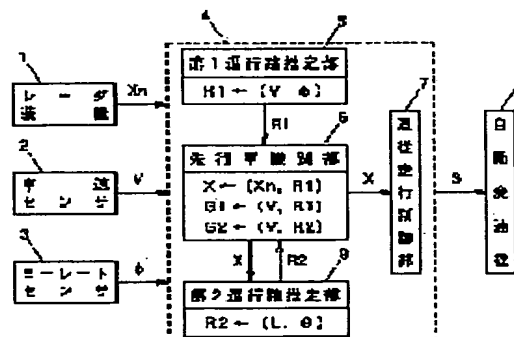 4
5
1
レーダ
装置
Xn
第1進行路推定部
R1 ← (V φ)
R1
6
7
2
車速
センサ
V
先行車識別部
X ← (Xn, R1)
G1 ← (V, R1)
G2 ← (V, R2)
X
追従走行制御部
S
3
ヨーレート
センサ
φ
X
R2
9
第2進行路推定部
R2 ← (L, θ)